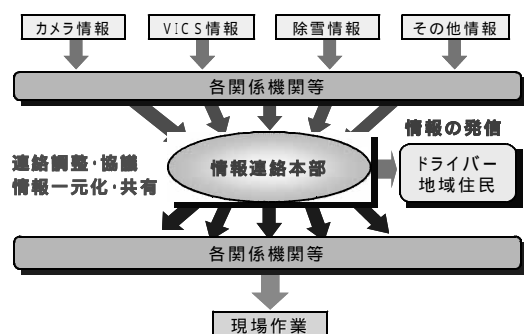 カメラ情報
VICS情報
除雪情報
その他情報
各関係機関等
情報の発信
連絡調整・協議
情報一元化・共有
情報連絡本部
ドライバー
地域住民
各関係機関等
現場作業